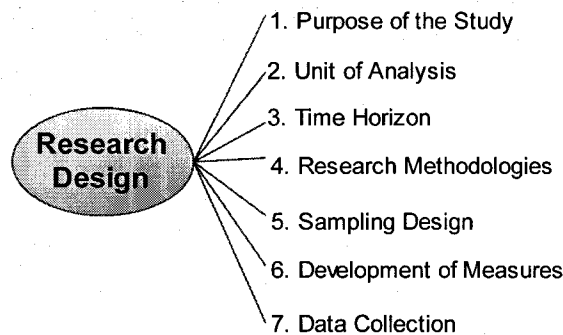 Research
Design
1. Purpose of the Study
2. Unit of Analysis
3. Time Horizon
4. Research Methodologies
5. Sampling Design
6. Development of Measures
7. Data Collection